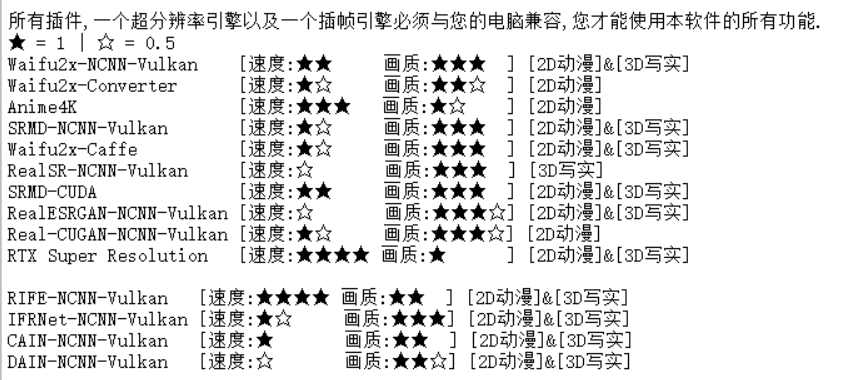 所有插件, 一个超分辨率引擎以及一个插帧引擎必须与您的电脑兼容, 您才能使用本软件的所有功能.
★ = 1 | ☆ = 0.5
Waifu2x-NCNN-Vulkan [速度:★★ 画质:★★★ ] [2D动漫]&[3D写实]
Waifu2x-Converter [速度:★☆ 画质:★★☆ ] [2D动漫]
Anime4K [速度:★★★ 画质:★☆ ] [2D动漫]
SRMD-NCNN-Vulkan [速度:★☆ 画质:★★★ ] [2D动漫]&[3D写实]
Waifu2x-Caffe [速度:★☆ 画质:★★★ ] [2D动漫]&[3D写实]
RealSR-NCNN-Vulkan [速度:☆ 画质:★★★ ] [3D写实]
SRMD-CUDA [速度:★★ 画质:★★★ ] [2D动漫]&[3D写实]
RealESRGAN-NCNN-Vulkan [速度:☆ 画质:★★★☆] [2D动漫]&[3D写实]
Real-CUGAN-NCNN-Vulkan [速度:★☆ 画质:★★★☆] [2D动漫]
RTX Super Resolution [速度:★★★★ 画质:★ ] [2D动漫]&[3D写实]
RIFE-NCNN-Vulkan [速度:★★★★ 画质:★★ ] [2D动漫]&[3D写实]
IFRNet-NCNN-Vulkan [速度:★☆ 画质:★★★] [2D动漫]&[3D写实]
CAIN-NCNN-Vulkan [速度:★ 画质:★★ ] [2D动漫]&[3D写实]
DAIN-NCNN-Vulkan [速度:☆ 画质:★★☆] [2D动漫]&[3D写实]